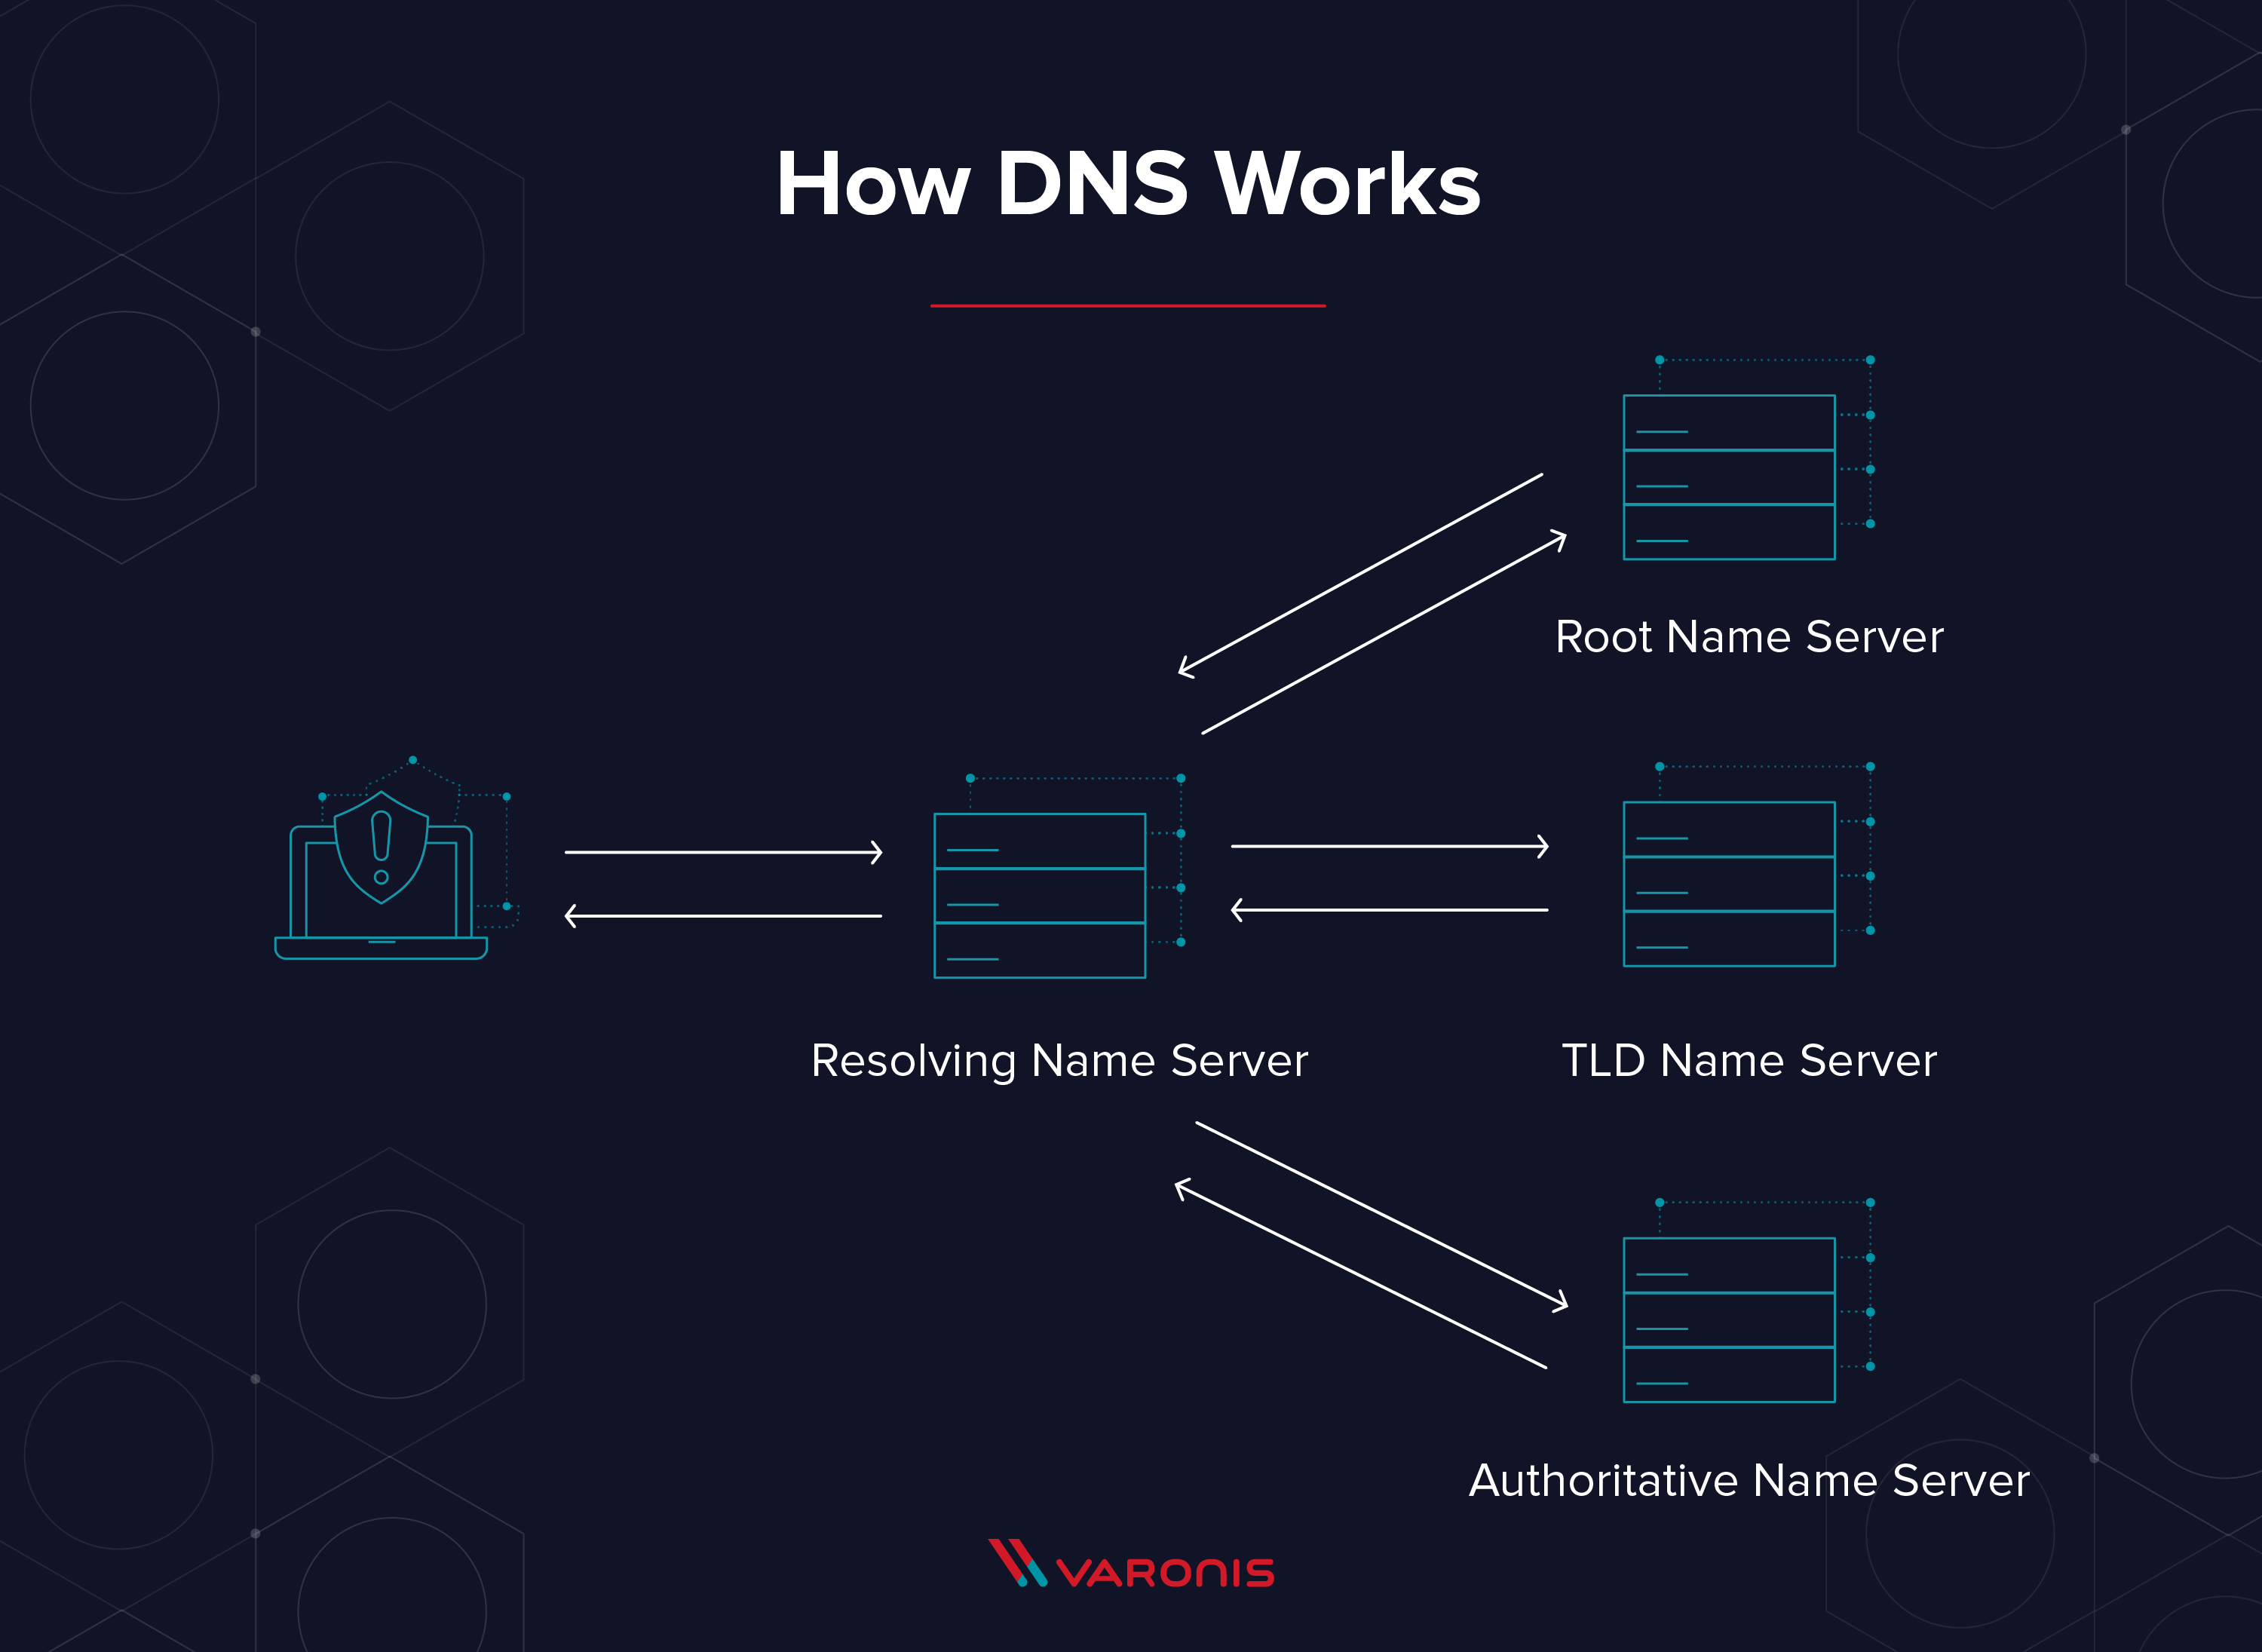 How DNS Works
Root Name Server
Resolving Name Server
TLD Name Server
Authoritative Name Server
VARONIS